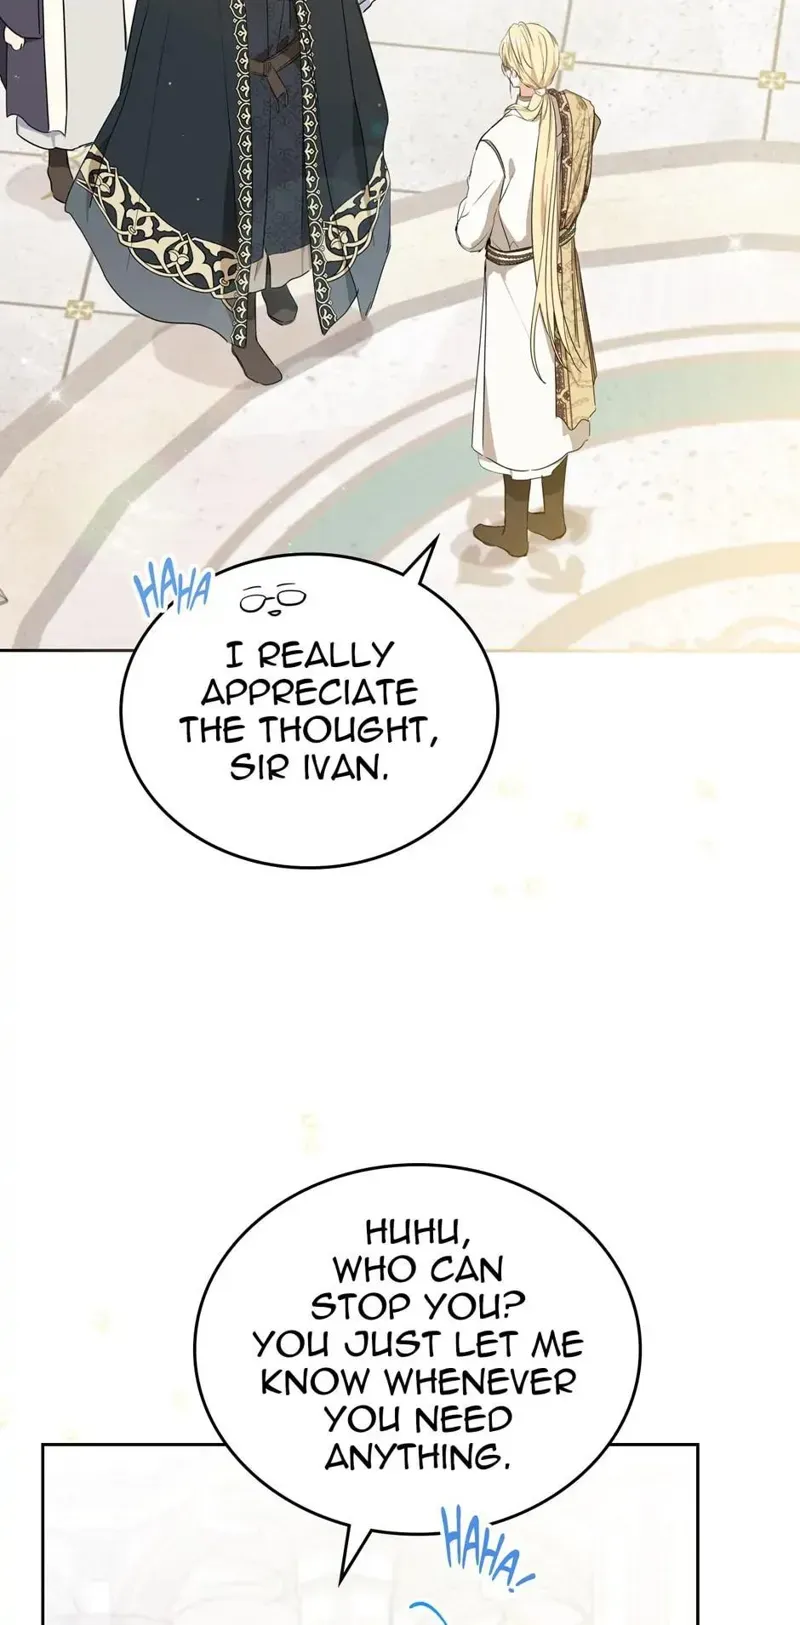 HAHA
I REALLY
APPRECIATE
THE THOUGHT,
SIR IVAN.
HUHU,
WHO CAN
STOP YOU?
YOU JUST LET ME
KNOW WHENEVER
YOU NEED
ANYTHING.
HAHA!